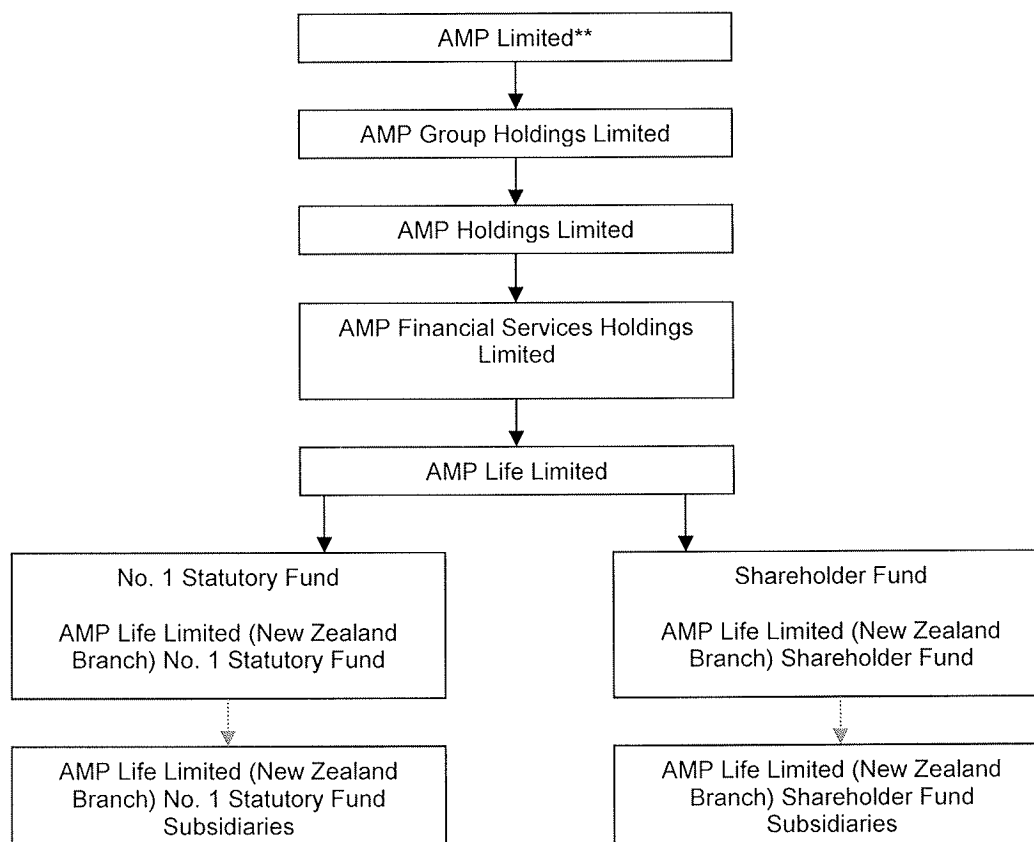 AMP Limited**
AMP Group Holdings Limited
AMP Holdings Limited
AMP Financial Services Holdings
Limited
AMP Life Limited
No. 1 Statutory Fund
AMP Life Limited (New Zealand
Branch) No. 1 Statutory Fund
Shareholder Fund
AMP Life Limited (New Zealand
Branch) Shareholder Fund
AMP Life Limited (New Zealand
Branch) No. 1 Statutory Fund
Subsidiaries
AMP Life Limited (New Zealand
Branch) Shareholder Fund
Subsidiaries